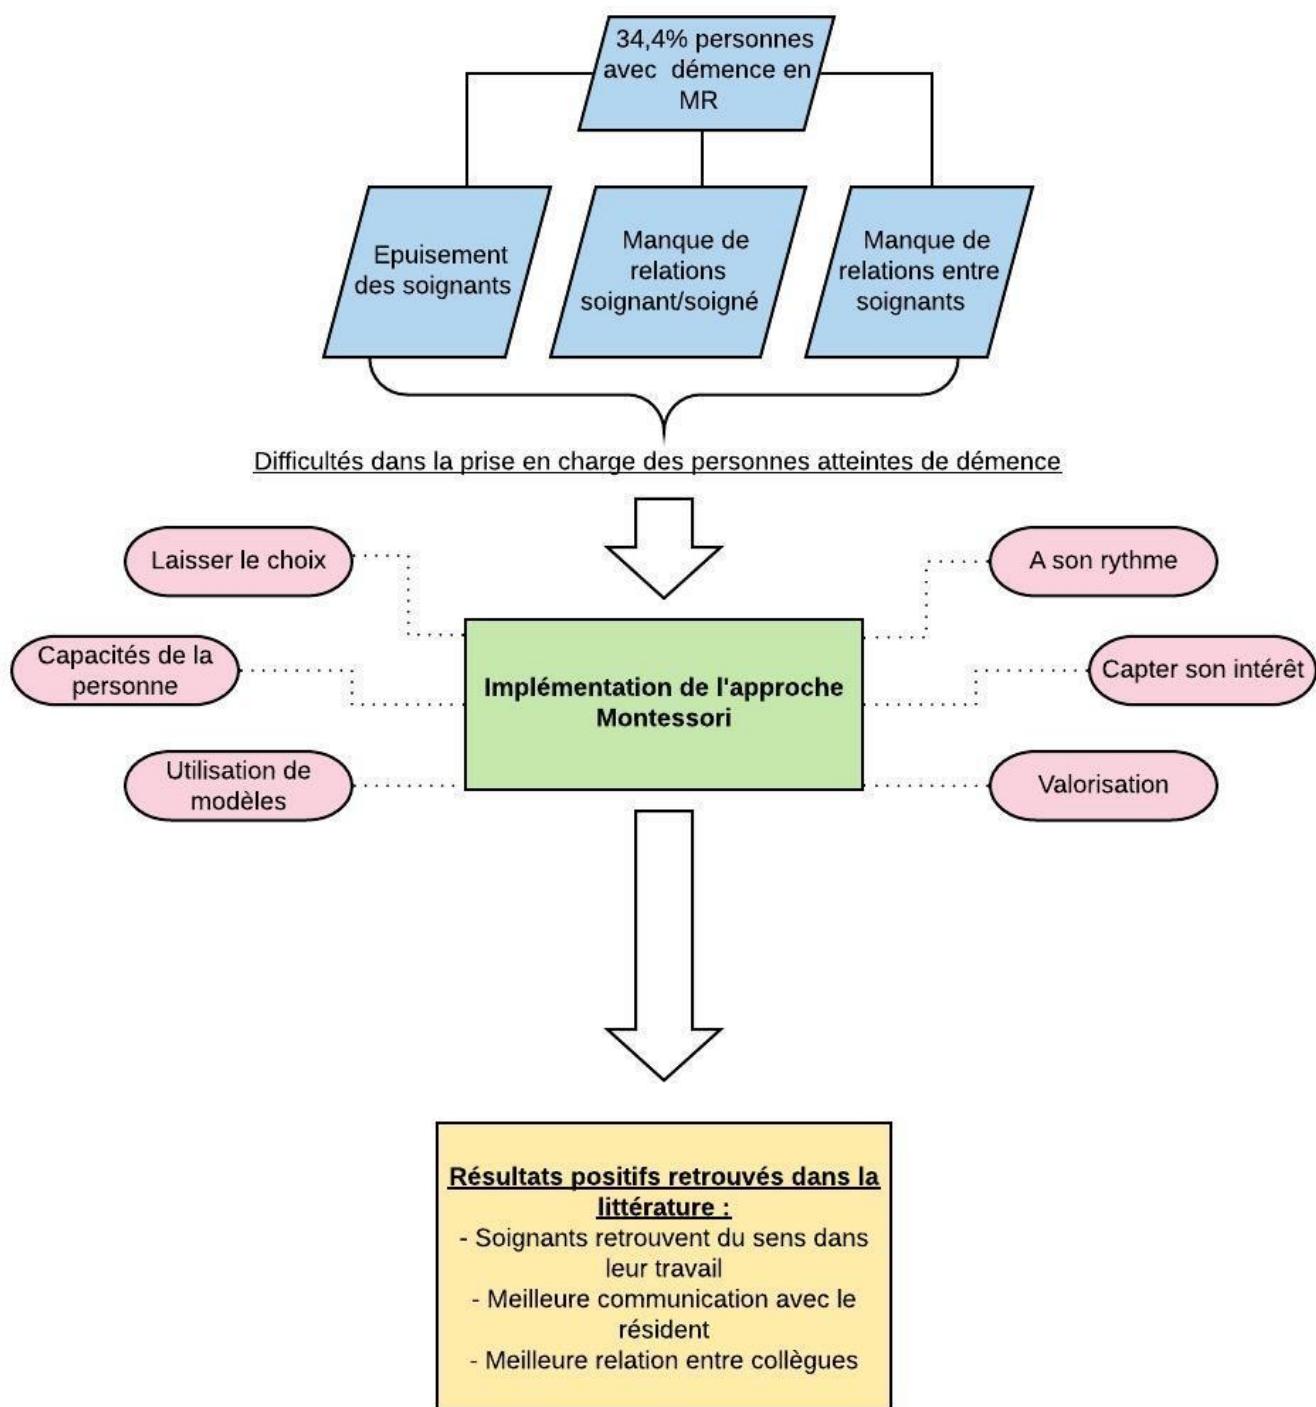 34,4% personnes
avec démence en
MR
Epuisement
des soignants
Manque de
relations
soignant/soigné
Manque de
relations entre
soignants
Difficultés dans la prise en charge des personnes atteintes de démence
Laisser le choix
A son rythme
Capacités de la
personne
Capter son intérêt
Implémentation de l'approche
Montessori
Utilisation de
modèles
Valorisation
Résultats positifs retrouvés dans la
littérature :
- Soignants retrouvent du sens dans
leur travail
- Meilleure communication avec le
résident
- Meilleure relation entre collègues